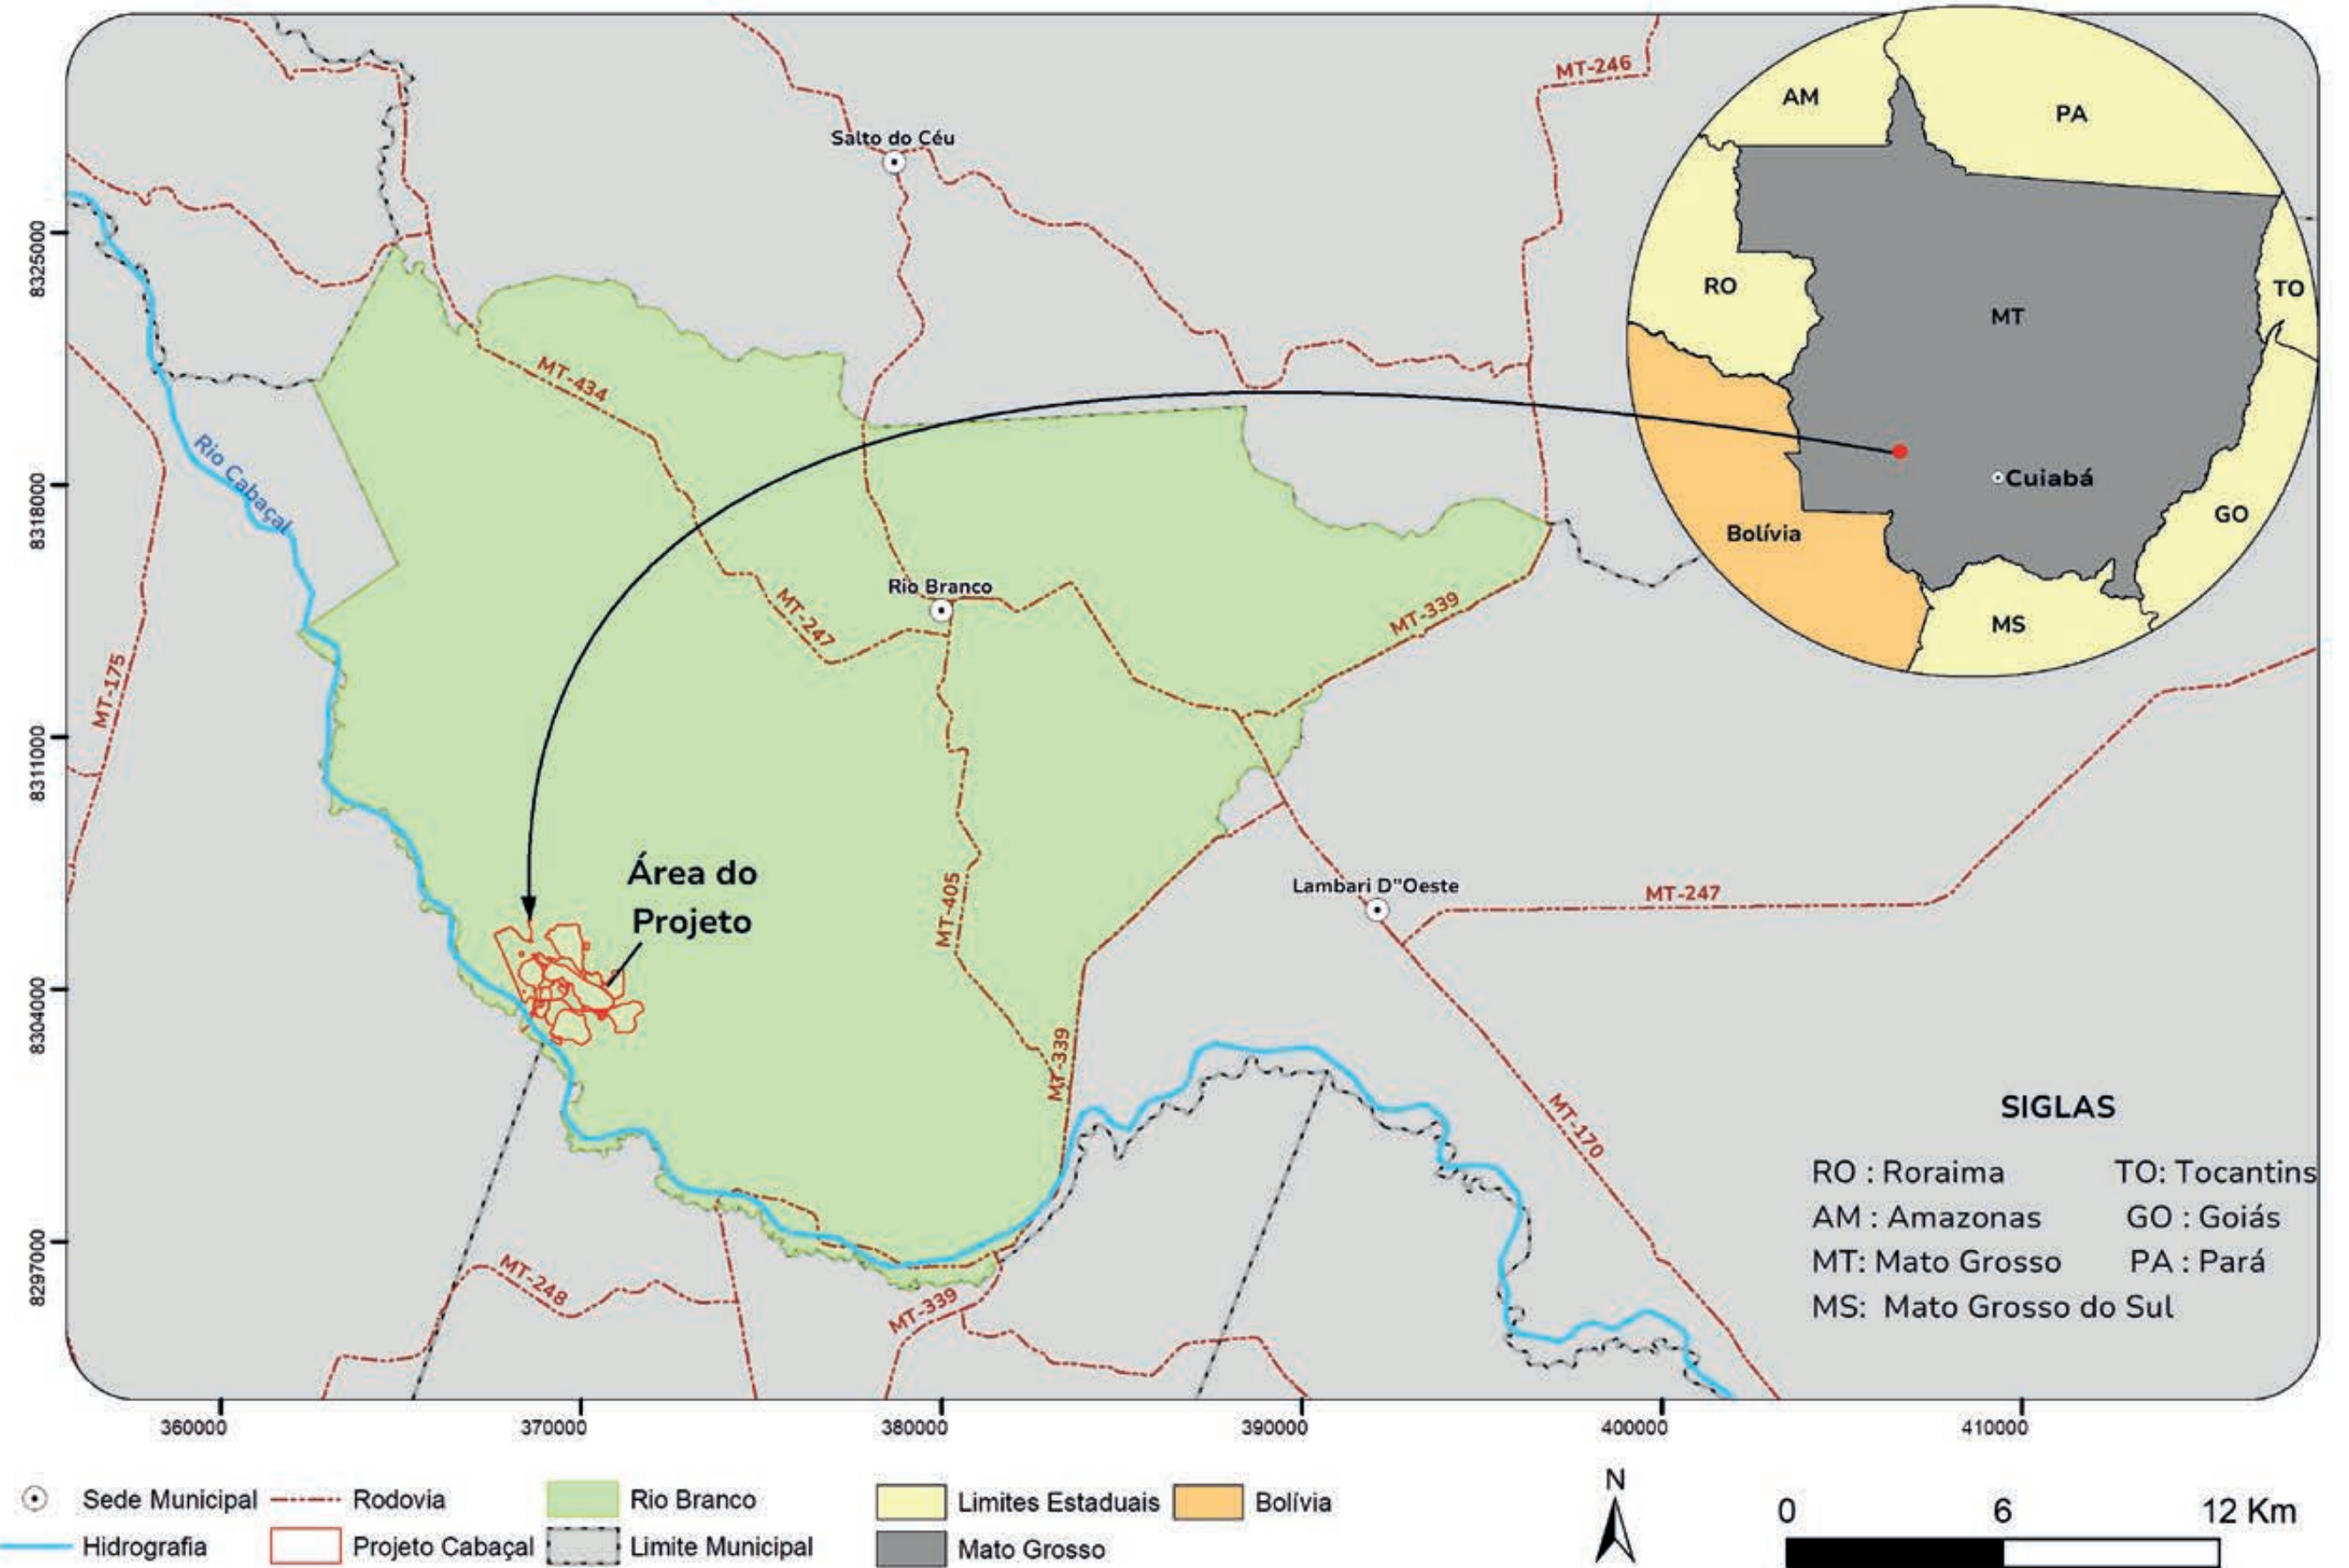 MT-246
AM
PA
Salto do Céu
RO
MT
TO
MT-434
Rio Cabaçal
Cuiabá
Bolívia
GO
MS
Rio Branco
MT-247
MT-339
MT-175
Área do
Projeto
MT-405
Lambari D"Oeste
MT-247
MT-339
MT-170
MT-248
MT-339
SIGLAS
RO : Roraima TO: Tocantins
AM : Amazonas GO : Goiás
MT: Mato Grosso PA : Pará
MS: Mato Grosso do Sul
8325000
8318000
8311000
8304000
8297000
360000 370000 380000 390000 400000 410000
Sede Municipal Rodovia Rio Branco Limites Estaduais Bolívia
Hidrografia Projeto Cabaçal Limite Municipal Mato Grosso
N
0 6 12 Km